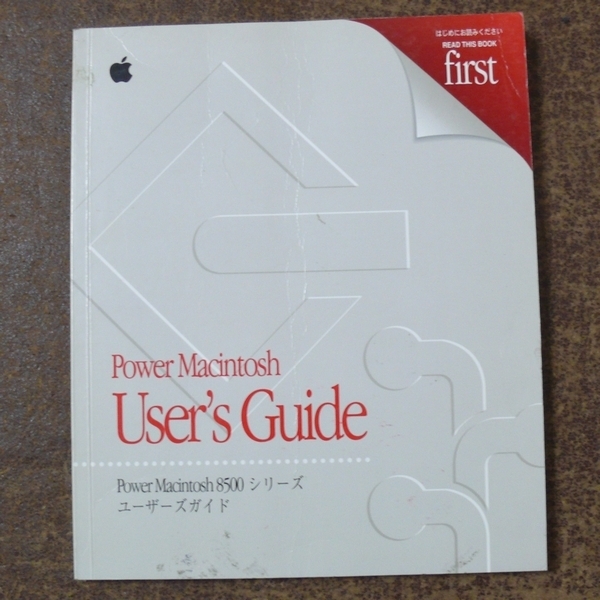 はじめにお読みください
READ THIS BOOK
first
Power Macintosh
User's Guide
Power Macintosh 8500 シリーズ
ユーザーズガイド